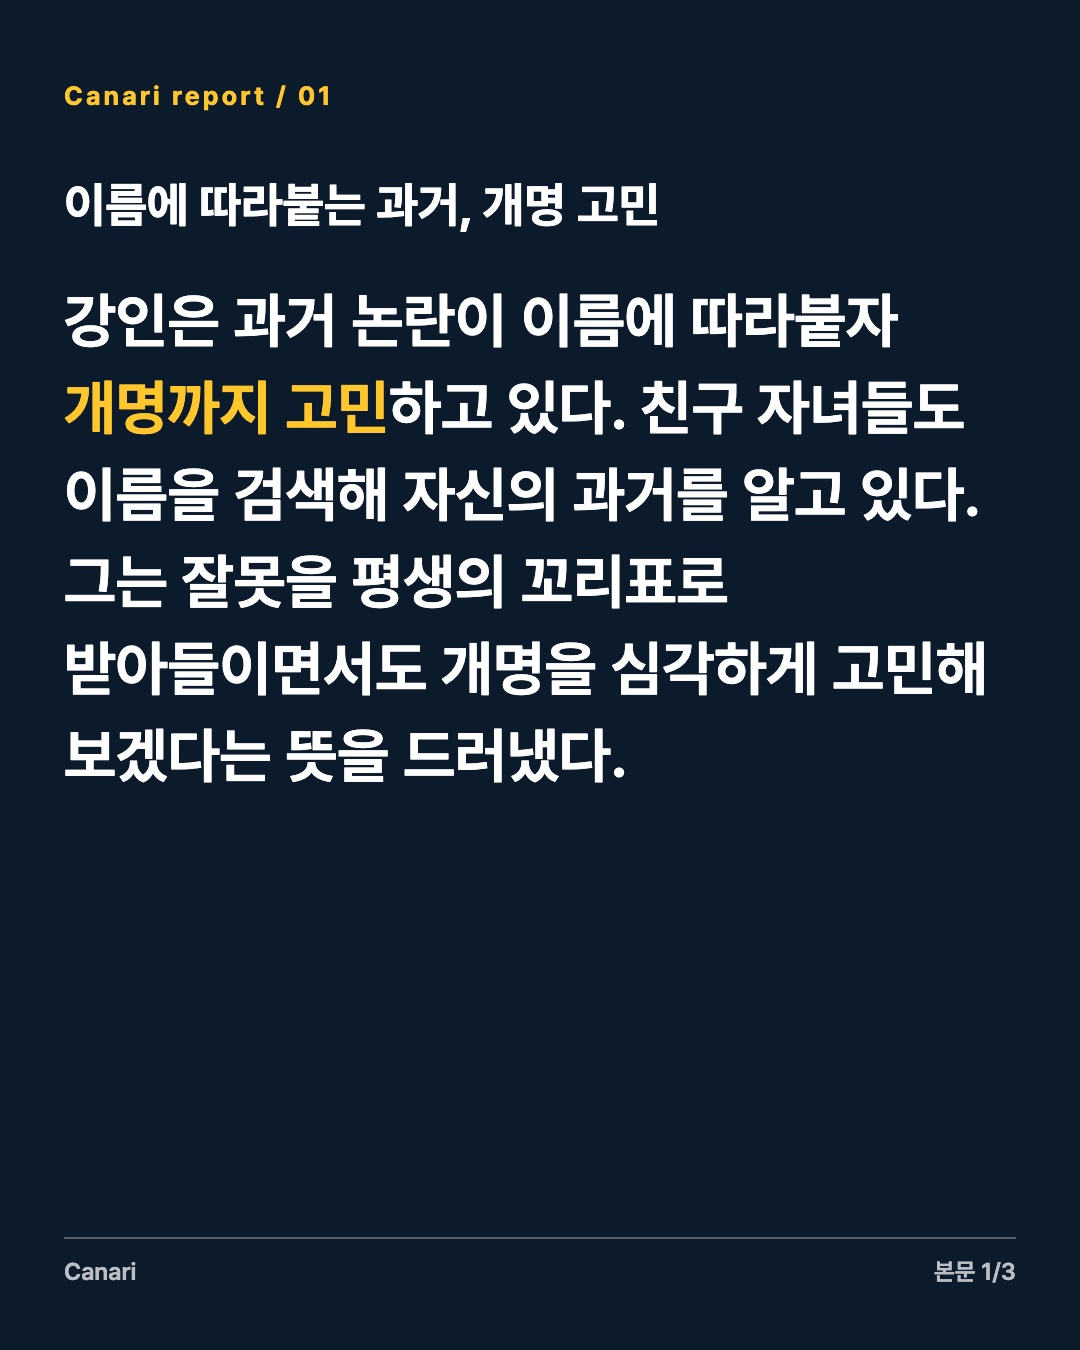 Canari report / 01
이름에 따라붙는 과거, 개명 고민
강인은 과거 논란이 이름에 따라붙자
개명까지 고민하고 있다. 친구 자녀들도
이름을 검색해 자신의 과거를 알고 있다.
그는 잘못을 평생의 꼬리표로
받아들이면서도 개명을 심각하게 고민해
보겠다는 뜻을 드러냈다.
Canari
본문 1/3